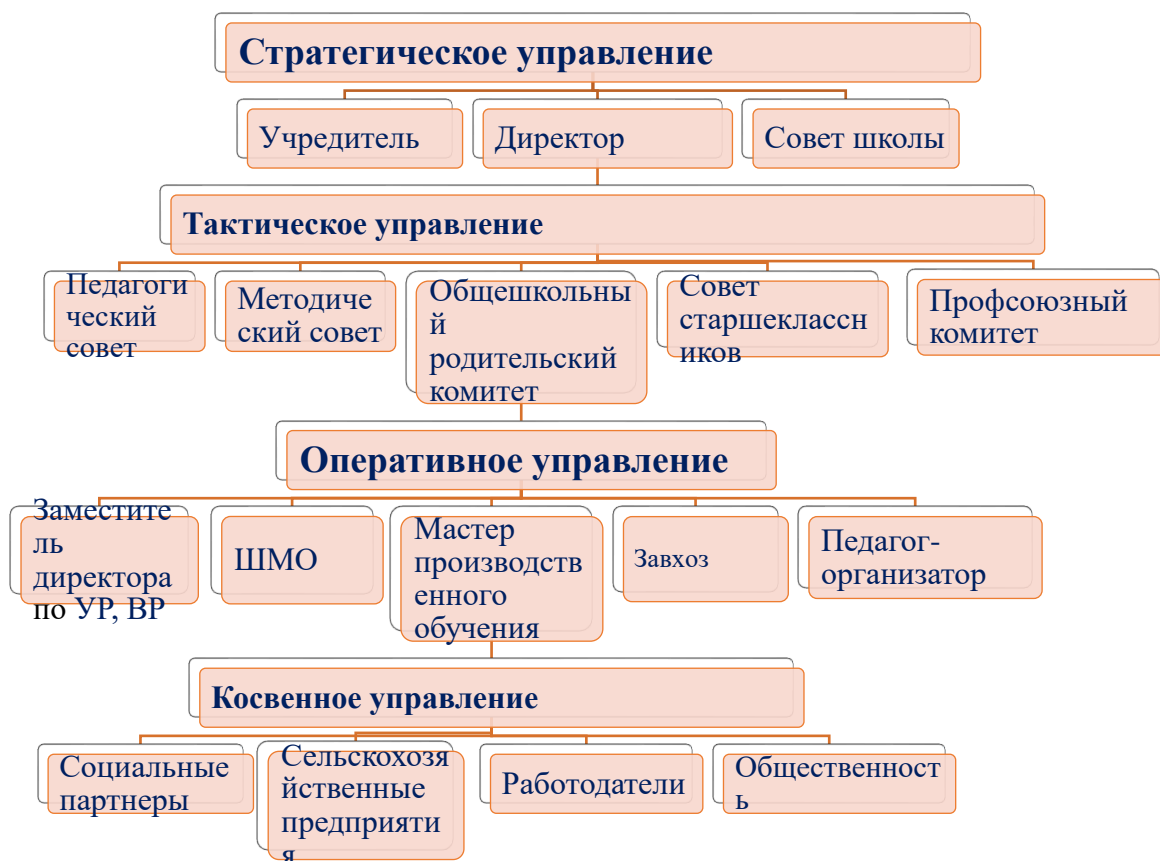 Стратегическое управление
Учредитель
Директор
Совет школы
Тактическое управление
Педагоги
ческий
совет
Методиче
ский совет
Общешкольны
й
родительский
комитет
Совет
старшеклассн
иков
Профсоюзный
комитет
Оперативное управление
Заместите
ль
директора
по УР, ВР
ШМО
Мастер
производств
енного
обучения
Завхоз
Педагог-
организатор
Косвенное управление
Социальные
партнеры
Сельскохозя
йственные
предприяти
я
Работодатели
Общественност
ь